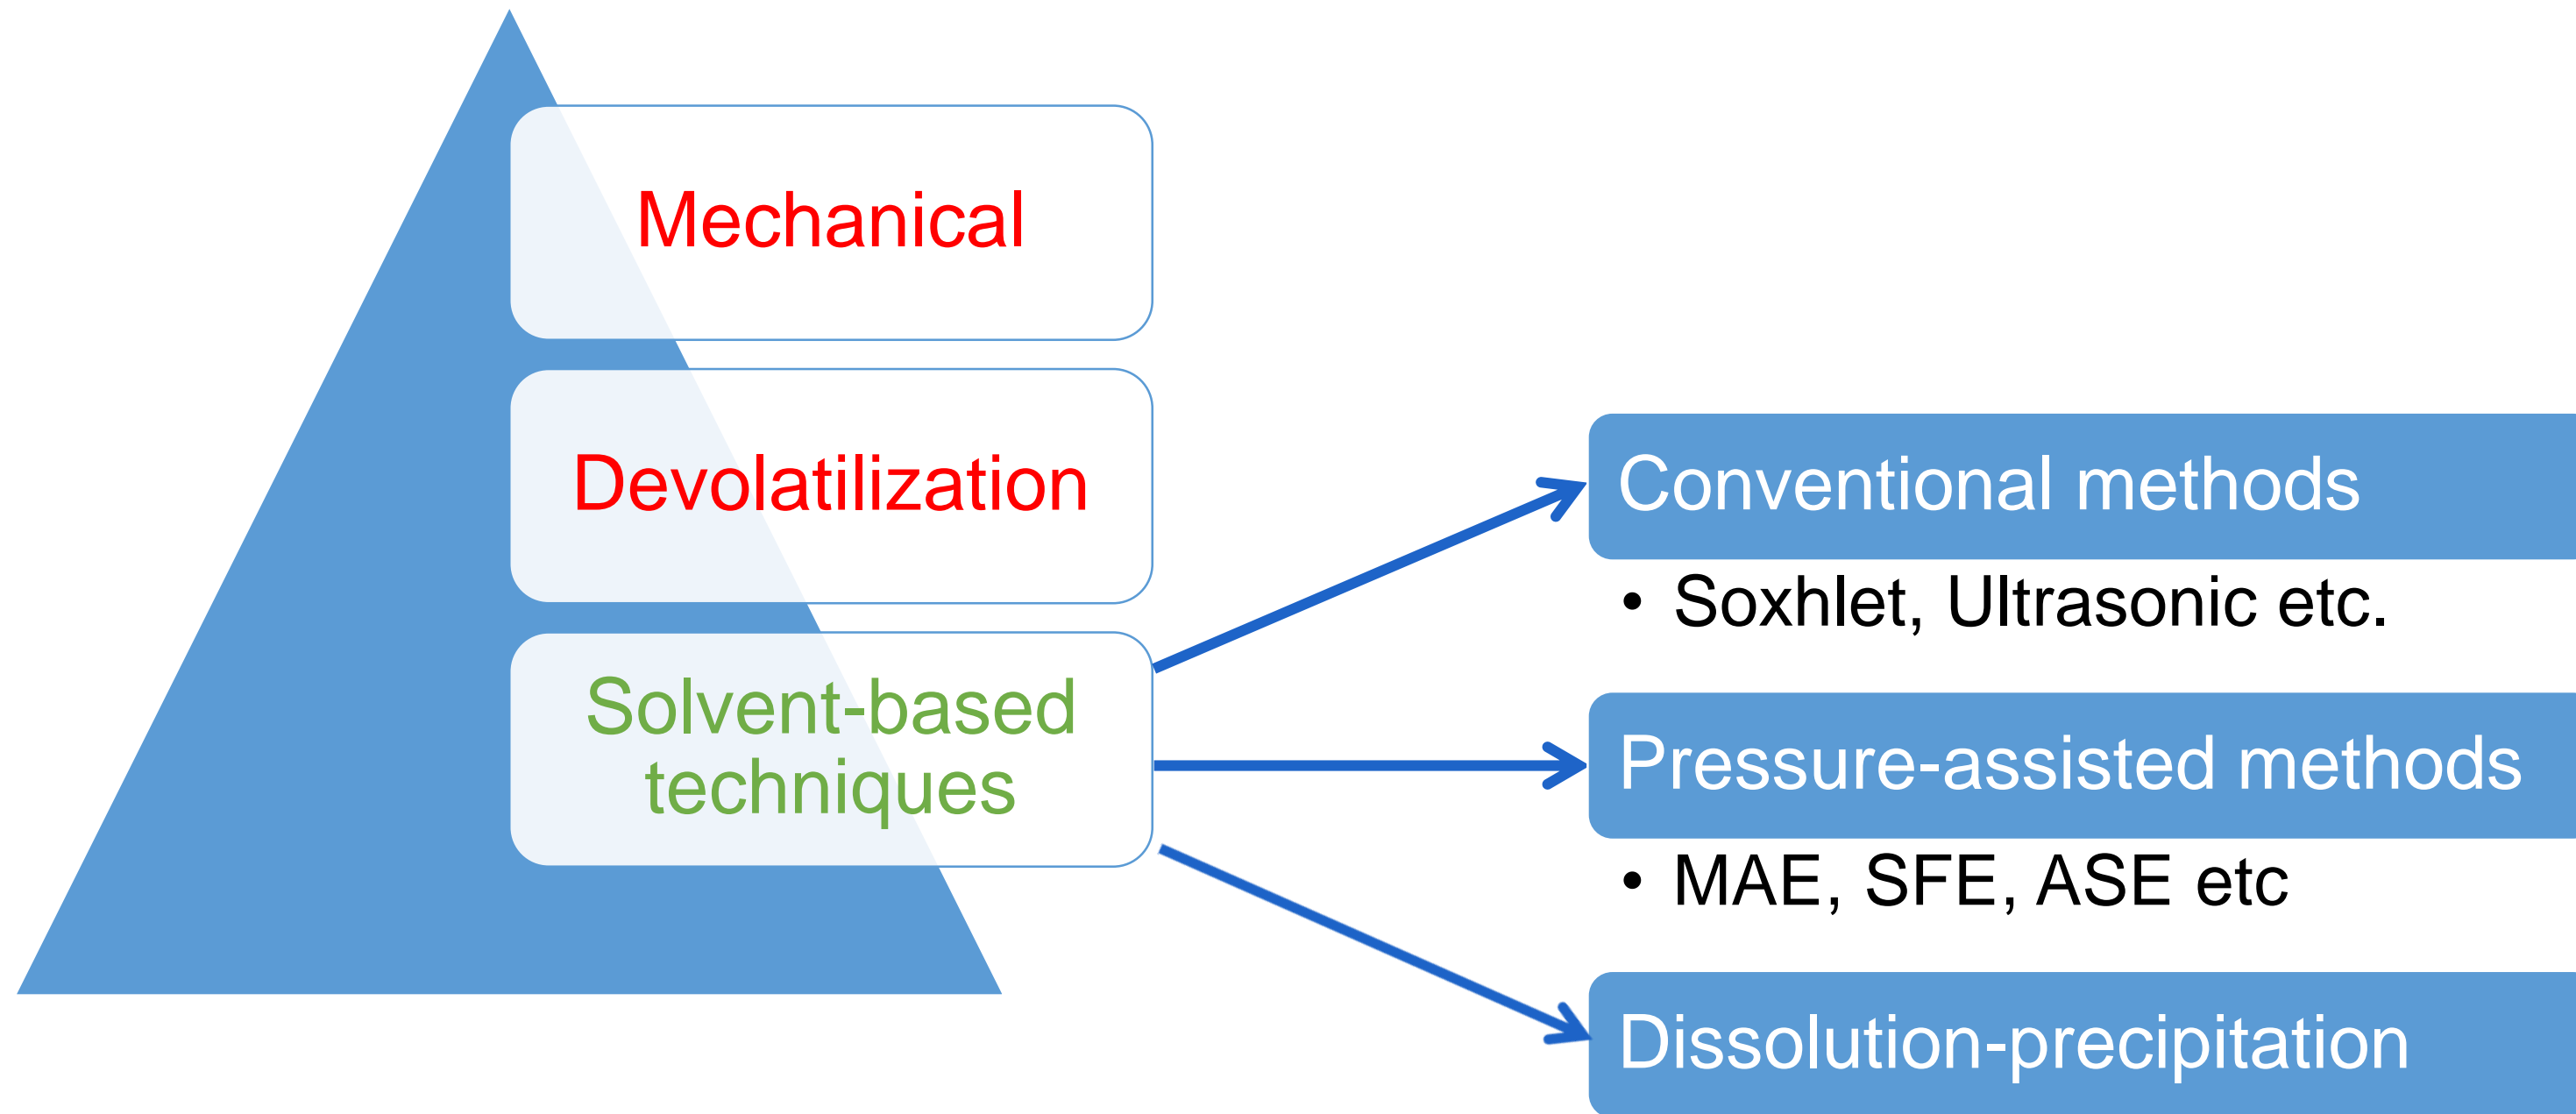 Mechanical
Devolatilization
Solvent-based
techniques
Conventional methods
• Soxhlet, Ultrasonic etc.
Pressure-assisted methods
• MAE, SFE, ASE etc
Dissolution-precipitation